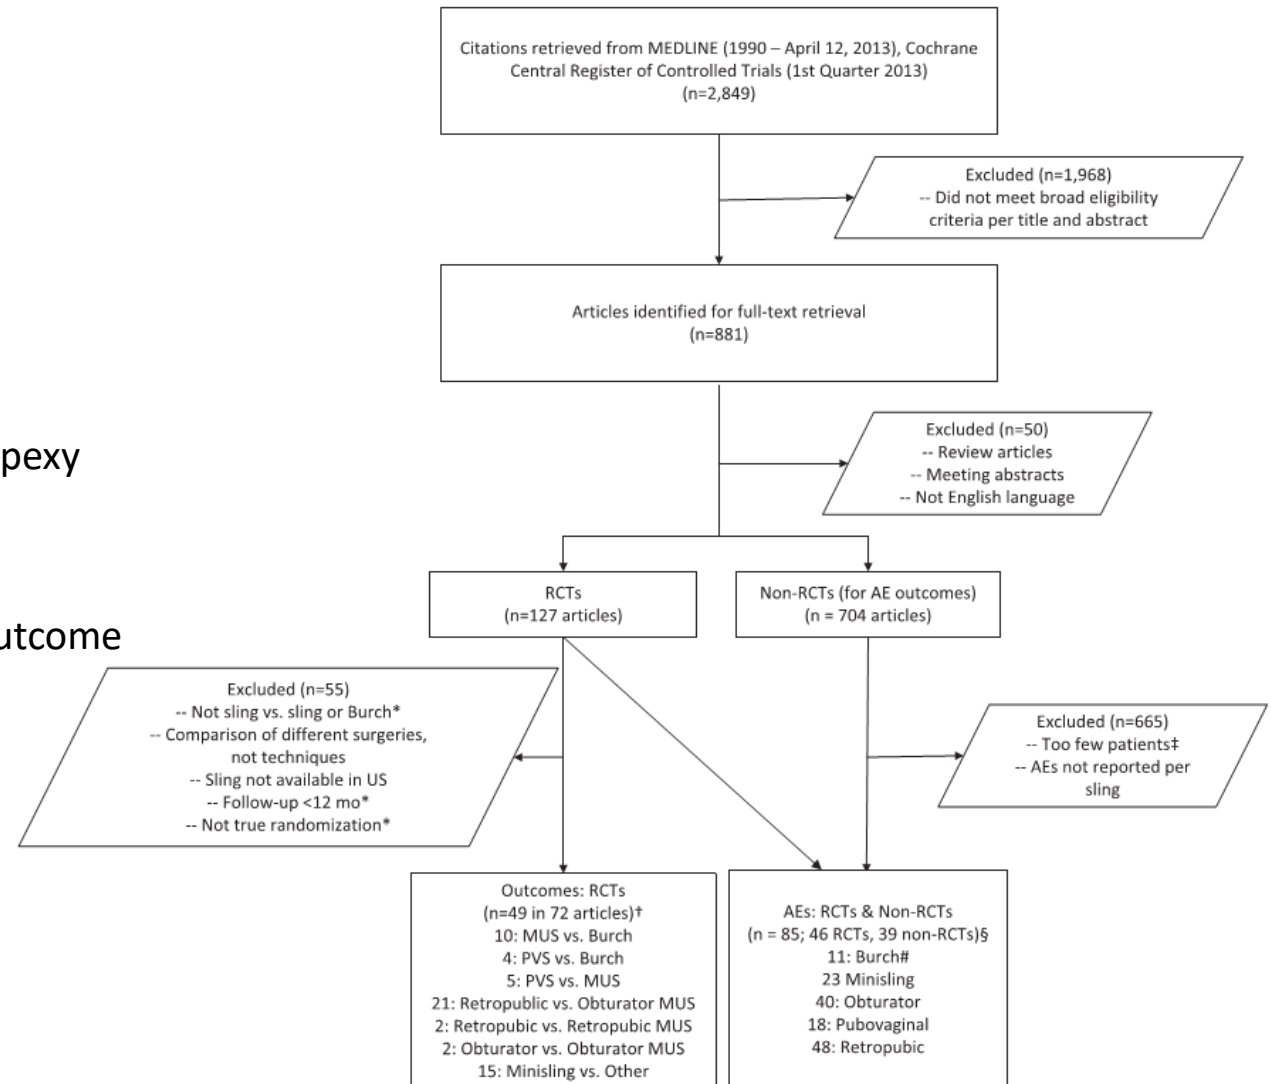 Citations retrieved from MEDLINE (1990 – April 12, 2013), Cochrane
Central Register of Controlled Trials (1st Quarter 2013)
(n=2,849)
Excluded (n=1,968)
-- Did not meet broad eligibility
criteria per title and abstract
Articles identified for full-text retrieval
(n=881)
Excluded (n=50)
-- Review articles
-- Meeting abstracts
-- Not English language
pexy
RCTs
(n=127 articles)
Non-RCTs (for AE outcomes)
(n = 704 articles)
utcome
Excluded (n=55)
-- Not sling vs. sling or Burch*
-- Comparison of different surgeries,
not techniques
-- Sling not available in US
-- Follow-up <12 mo*
-- Not true randomization*
Excluded (n=665)
-- Too few patients‡
-- AEs not reported per
sling
Outcomes: RCTs
(n=49 in 72 articles)†
10: MUS vs. Burch
4: PVS vs. Burch
5: PVS vs. MUS
21: Retropublic vs. Obturator MUS
2: Retropubic vs. Retropubic MUS
2: Obturator vs. Obturator MUS
15: Minisling vs. Other
AEs: RCTs & Non-RCTs
(n = 85; 46 RCTs, 39 non-RCTs)§
11: Burch#
23 Minisling
40: Obturator
18: Pubovaginal
48: Retropubic